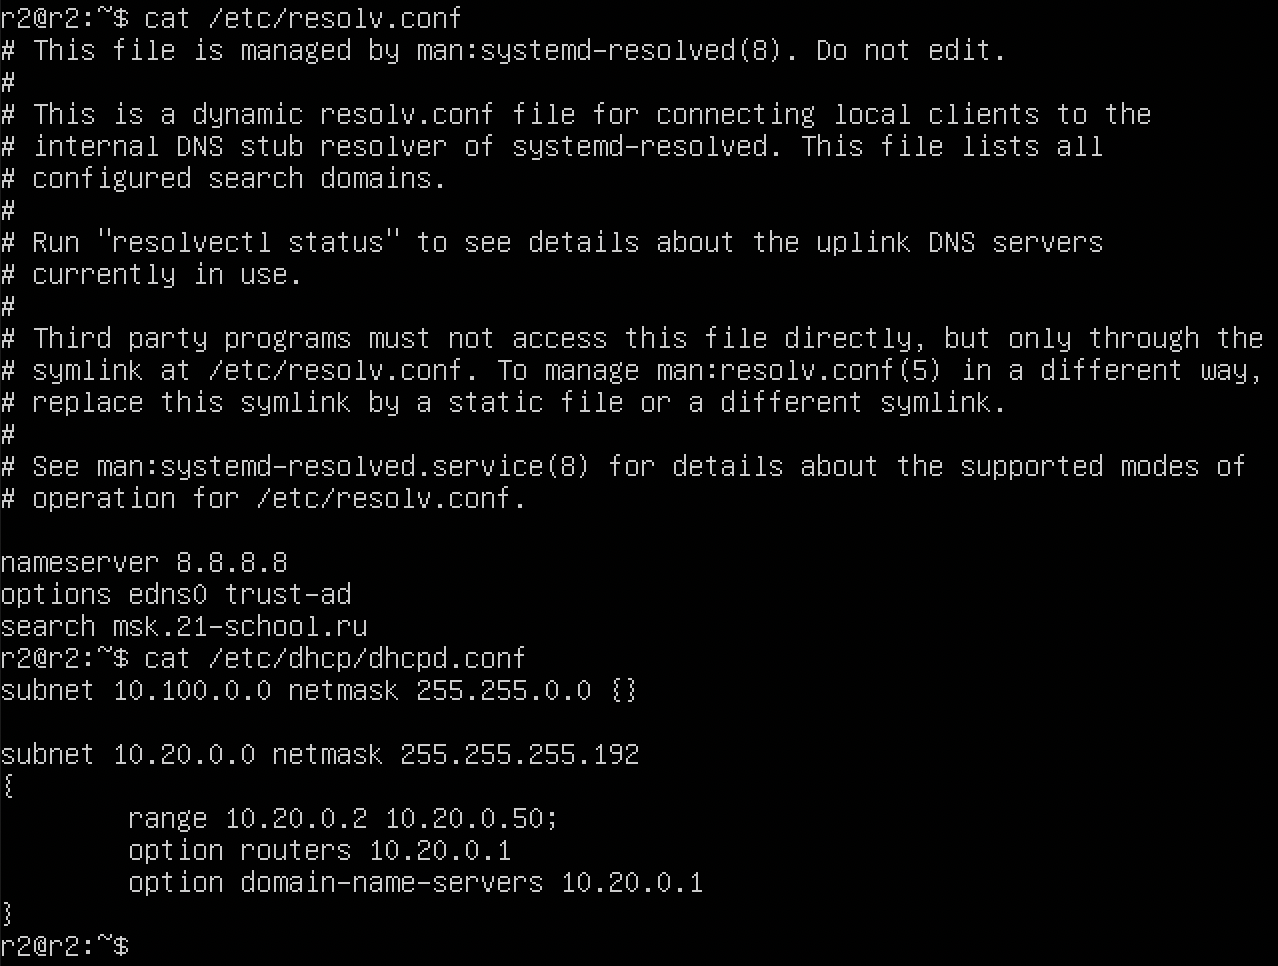 r2@r2:~$ cat /etc/resolv.conf
# This file is managed by man:systemd-resolved(8). Do not edit.
#
# This is a dynamic resolv.conf file for connecting local clients to the
# internal DNS stub resolver of systemd-resolved. This file lists all
# configured search domains.
#
# Run "resolvectl status" to see details about the uplink DNS servers
# currently in use.
#
# Third party programs must not access this file directly, but only through the
# symlink at /etc/resolv.conf. To manage man:resolv.conf(5) in a different way,
# replace this symlink by a static file or a different symlink.
#
# See man:systemd-resolved.service(8) for details about the supported modes of
# operation for /etc/resolv.conf.

nameserver 8.8.8.8
options edns0 trust-ad
search msk.21-school.ru
r2@r2:~$ cat /etc/dhcp/dhcpd.conf
subnet 10.100.0.0 netmask 255.255.0.0 {}

subnet 10.20.0.0 netmask 255.255.255.192
{
        range 10.20.0.2 10.20.0.50;
        option routers 10.20.0.1
        option domain-name-servers 10.20.0.1
}
r2@r2:~$